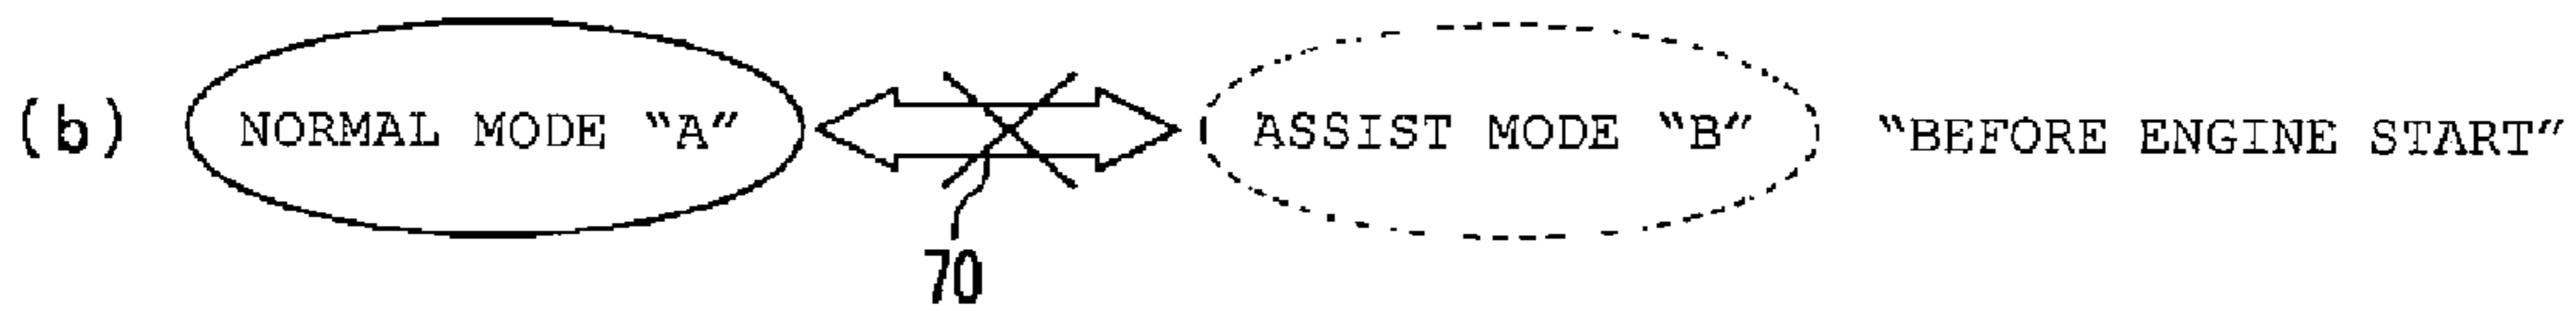 (b) NORMAL MODE “A” ASSIST MODE “B” “BEFORE ENGINE START”
70